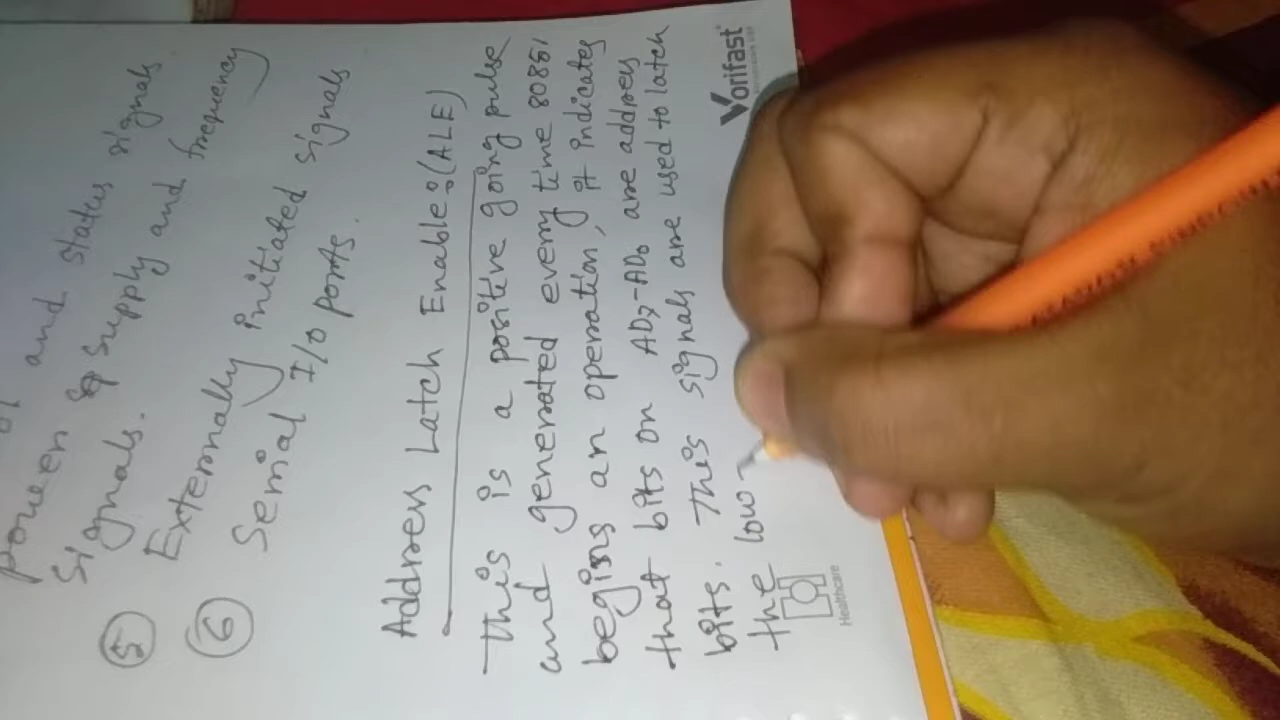 and states signals
power & supply and frequency
signals.
⑤ Externally initiated signals
⑥ Serial I/O ports.
Address Latch Enable:(ALE)
This is a positive going pulse
and generated every time 80851
begins an operation, it indicates
that bits on AD7-AD0 are address
bits. This signals are used to latch
the low-
Vorifast
Healthcare